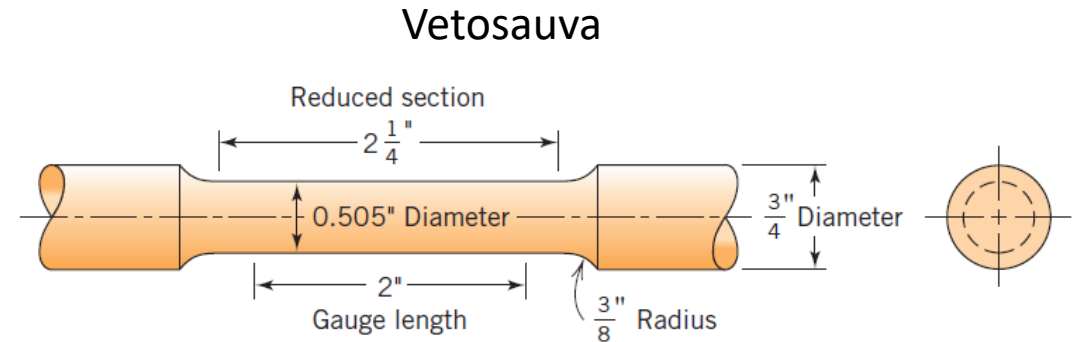 Vetosauva
Reduced section
2 1/4"
0.505" Diameter
3/4" Diameter
2"
Gauge length
3/8" Radius